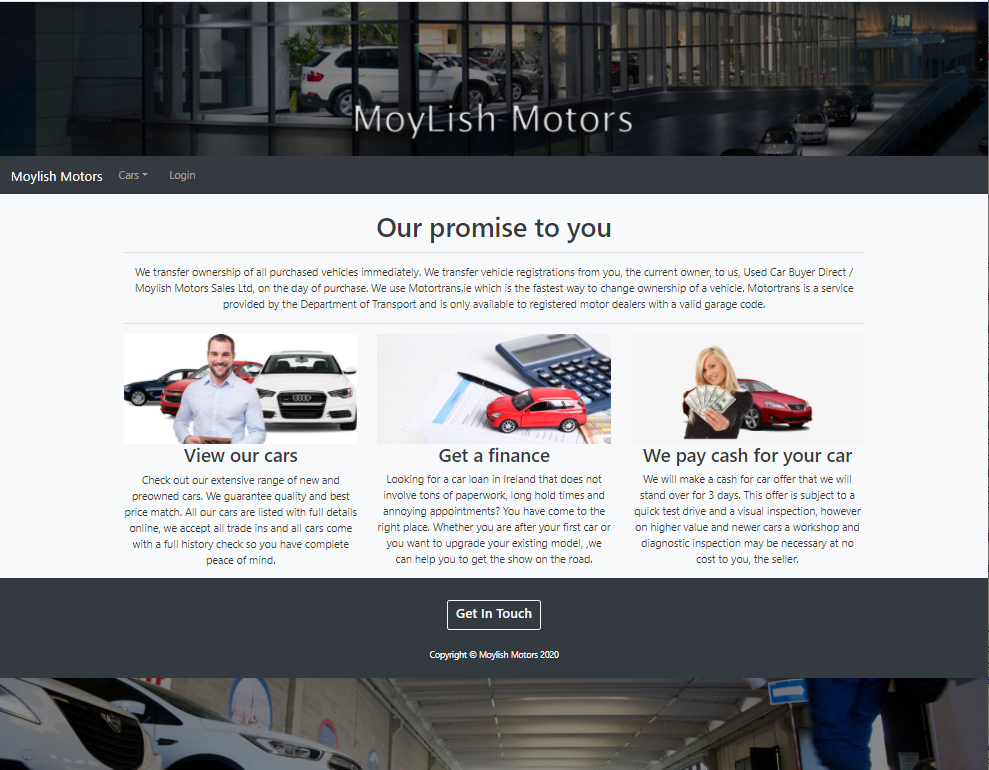 MoyLish Motors
Moylish Motors Cars Login
Our promise to you
We transfer ownership of all purchased vehicles immediately. We transfer vehicle registrations from you, the current owner, to us, Used Car Buyer Direct /
Moylish Motors Sales Ltd, on the day of purchase. We use Motortrans.ie which is the fastest way to change ownership of a vehicle. Motortrans is a service
provided by the Department of Transport and is only available to registered motor dealers with a valid garage code.
View our cars
Check out our extensive range of new and
preowned cars. We guarantee quality and best
price match. All our cars are listed with full details
online, we accept all trade ins and all cars come
with a full history check so you have complete
peace of mind.
Get a finance
Looking for a car loan in Ireland that does not
involve tons of paperwork, long hold times and
annoying appointments? You have come to the
right place. Whether you are after your first car or
you want to upgrade your existing model, ,we
can help you to get the show on the road.
We pay cash for your car
We will make a cash for car offer that we will
stand over for 3 days. This offer is subject to a
quick test drive and a visual inspection, however
on higher value and newer cars a workshop and
diagnostic inspection may be necessary at no
cost to you, the seller.
Get In Touch
Copyright © Moylish Motors 2020